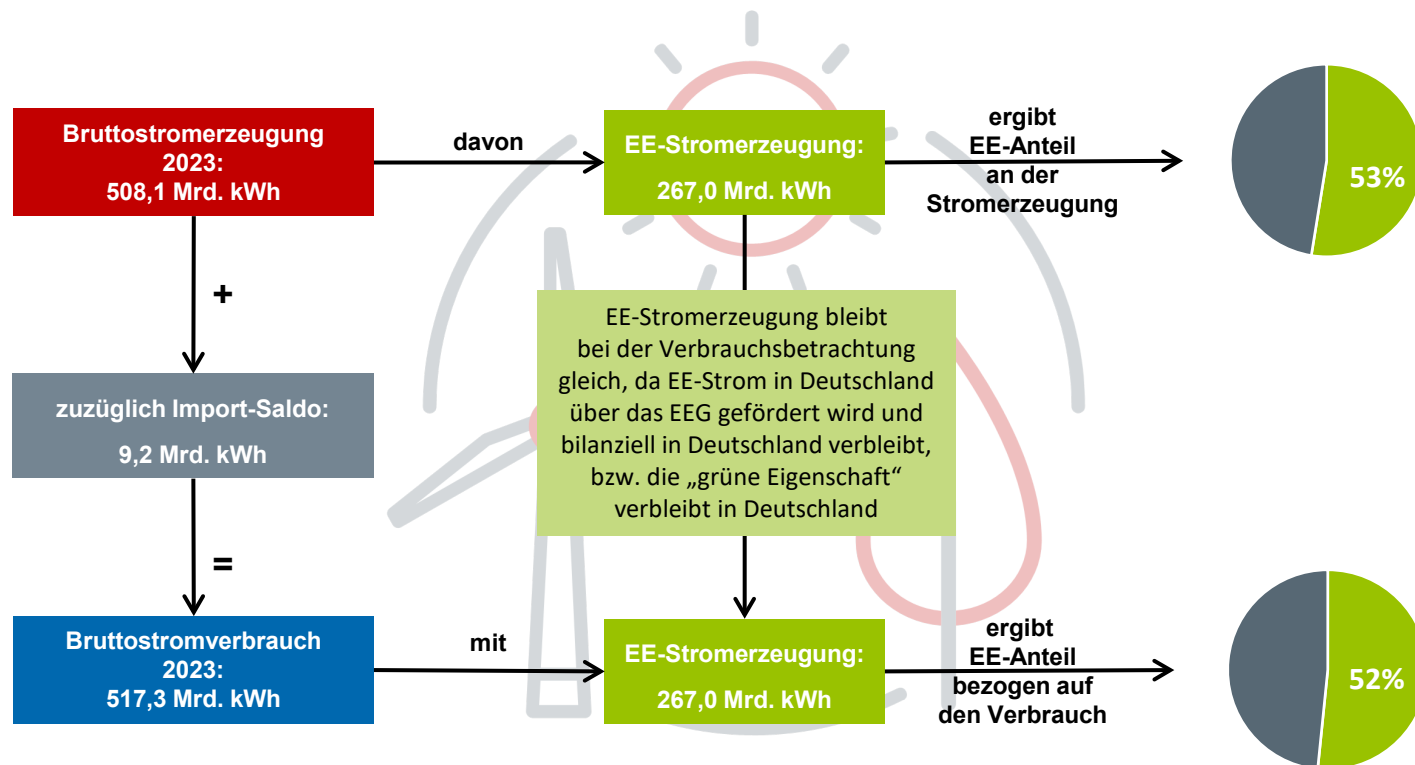 Bruttostromerzeugung
2023:
508,1 Mrd. kWh
davon
EE-Stromerzeugung:
267,0 Mrd. kWh
ergibt
EE-Anteil
an der
Stromerzeugung
53%
+
zuzüglich Import-Saldo:
9,2 Mrd. kWh
EE-Stromerzeugung bleibt
bei der Verbrauchsbetrachtung
gleich, da EE-Strom in Deutschland
über das EEG gefördert wird und
bilanziell in Deutschland verbleibt,
bzw. die „grüne Eigenschaft“
verbleibt in Deutschland
=
Bruttostromverbrauch
2023:
517,3 Mrd. kWh
mit
EE-Stromerzeugung:
267,0 Mrd. kWh
ergibt
EE-Anteil
bezogen auf
den Verbrauch
52%